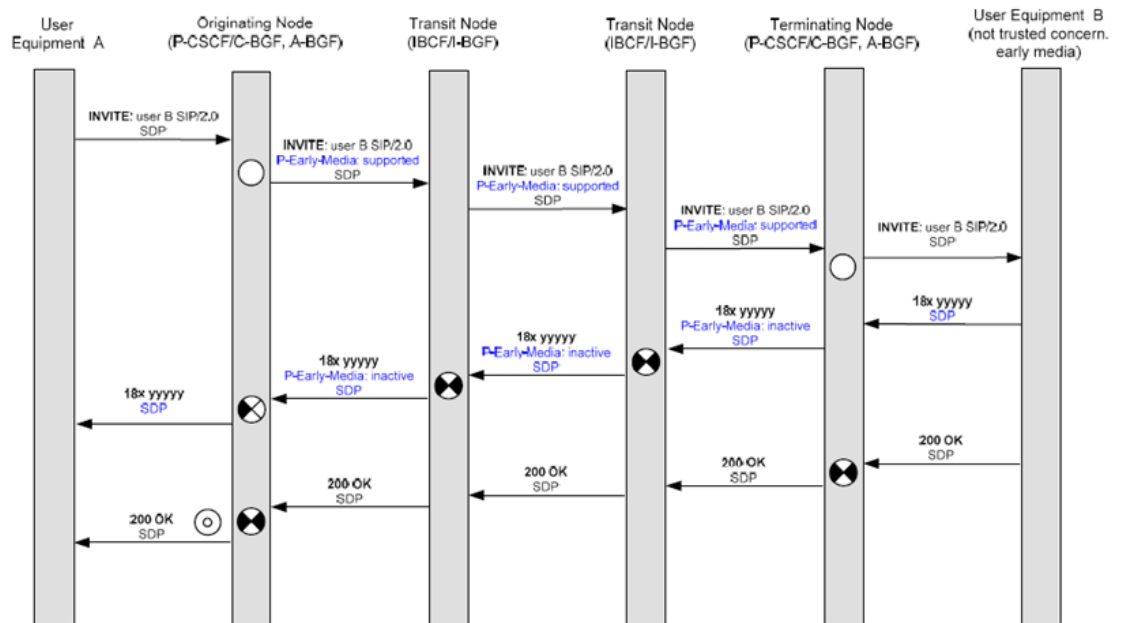 User
Equipment A
Originating Node
(P-CSCF/C-BGF, A-BGF)
Transit Node
(IBCF/I-BGF)
Transit Node
(IBCF/I-BGF)
Terminating Node
(P-CSCF/C-BGF, A-BGF)
User Equipment B
(not trusted concern.
early media)
INVITE: user B SIP/2.0
SDP
INVITE: user B SIP/2.0
P-Early-Media: supported
SDP
INVITE: user B SIP/2.0
P-Early-Media: supported
SDP
INVITE: user B SIP/2.0
P-Early-Media: supported
SDP
INVITE: user B SIP/2.0
SDP
18x yyyyy
SDP
18x yyyyy
P-Early-Media: inactive
SDP
18x yyyyy
P-Early-Media: inactive
SDP
18x yyyyy
P-Early-Media: inactive
SDP
18x yyyyy
SDP
200 OK
SDP
200 OK
SDP
200 OK
SDP
200 OK
SDP
200 OK
SDP